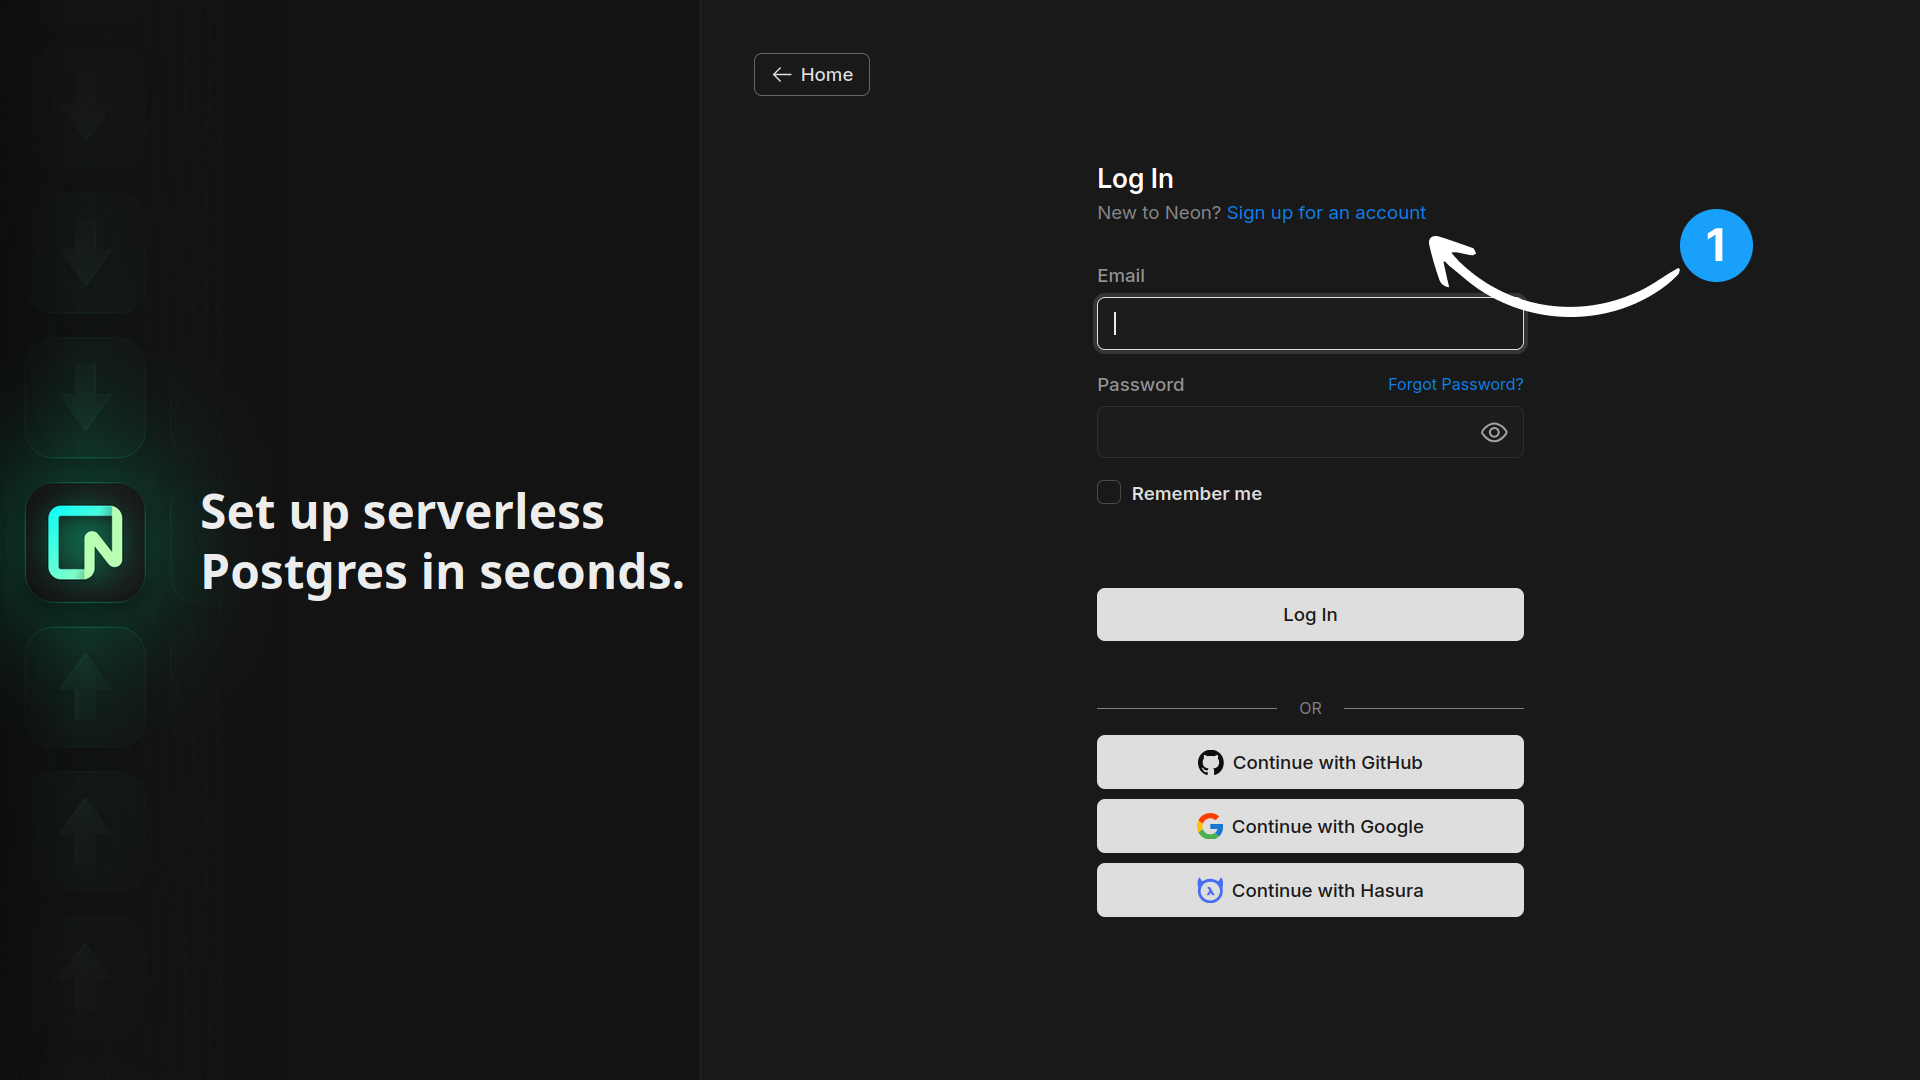 Set up serverless
Postgres in seconds.
Home
Log In
New to Neon? Sign up for an account
1
Email
Password Forgot Password?
Remember me
Log In
OR
Continue with GitHub
Continue with Google
Continue with Hasura